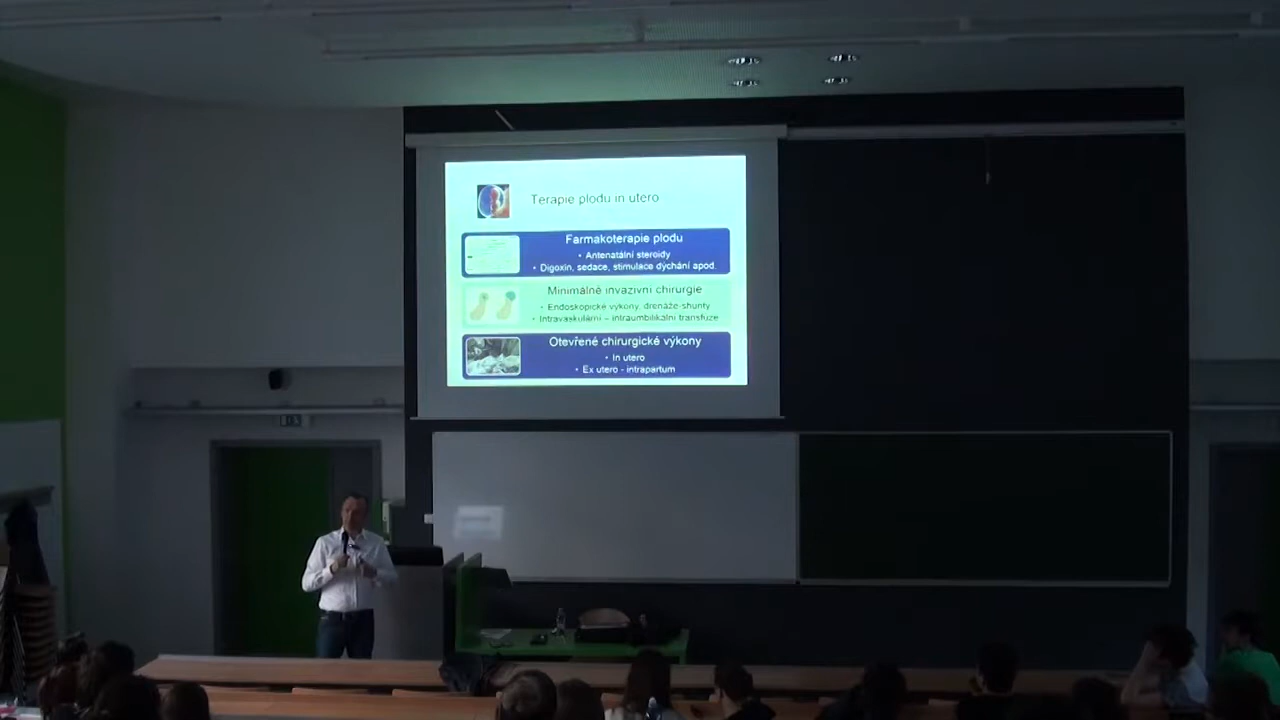 Terapie plodu in utero
Farmakoterapie plodu
• Antenatální steroidy
• Digoxin, sedace, stimulace dýchání apod.
Minimálně invazivní chirurgie
• Endoskopické výkony, drenáže-shunty
• Intravaskulární – intraumbilikální transfuze
Otevřené chirurgické výkony
• In utero
• Ex utero - intrapartum